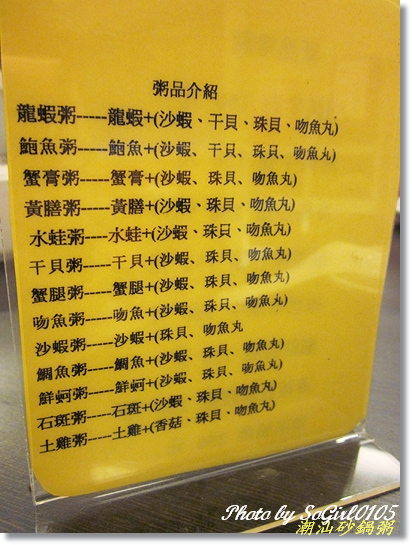 粥品介紹
龍蝦粥-----龍蝦+(沙蝦、干貝、珠貝、吻魚丸)
鮑魚粥-----鮑魚+(沙蝦、干貝、珠貝、吻魚丸)
蟹膏粥-----蟹膏+(沙蝦、珠貝、吻魚丸)
黃膳粥-----黃膳+(沙蝦、珠貝、吻魚丸)
水蛙粥-----水蛙+(沙蝦、珠貝、吻魚丸)
干貝粥-----干貝+(沙蝦、珠貝、吻魚丸)
蟹腿粥-----蟹腿+(沙蝦、珠貝、吻魚丸)
吻魚粥-----吻魚+(沙蝦、珠貝、吻魚丸)
沙蝦粥-----沙蝦+(珠貝、吻魚丸
鯛魚粥-----鯛魚+(沙蝦、珠貝、吻魚丸)
鮮蚵粥-----鮮蚵+(沙蝦、珠貝、吻魚丸)
石斑粥-----石斑+(沙蝦、珠貝、吻魚丸)
土雞粥-----土雞+(香菇、珠貝、吻魚丸)
Photo by SaGirl0105
潮汕砂鍋粥